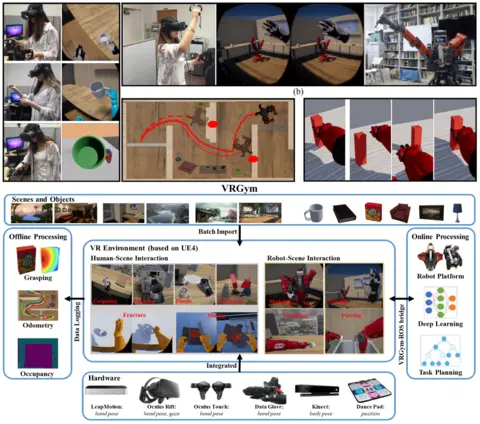 (b)
VRGym
Scenes and Objects
Batch Import
Offline Processing
Grasping
Odometry
Occupancy
Data Logging
VR Environment (based on UE4)
Human-Scene Interaction
Robot-Scene Interaction
Fracture
Pouring
Integrated
VRGym-ROS bridge
Online Processing
Robot Platform
Deep Learning
Task Planning
Hardware
LeapMotion:
hand pose
Oculus Rift:
hand pose, gaze
Oculus Touch:
hand pose
Data Glove:
hand pose
Kinect:
body pose
Dance Pad:
position